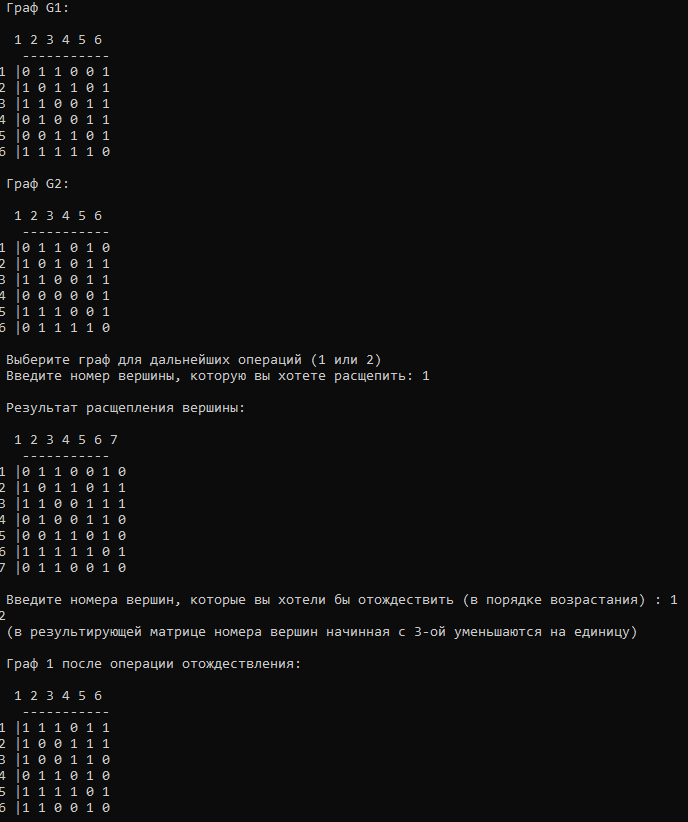 Граф G1:
1 2 3 4 5 6
-----------
1 |0 1 1 0 0 1
2 |1 0 1 1 0 1
3 |1 1 0 0 1 1
4 |0 1 0 0 1 1
5 |0 0 1 1 0 1
6 |1 1 1 1 1 0
Граф G2:
1 2 3 4 5 6
-----------
1 |0 1 1 0 1 0
2 |1 0 1 0 1 1
3 |1 1 0 0 1 1
4 |0 0 0 0 0 1
5 |1 1 1 0 0 1
6 |0 1 1 1 1 0
Выберите граф для дальнейших операций (1 или 2)
Введите номер вершины, которую вы хотете расщепить: 1
Результат расщепления вершины:
1 2 3 4 5 6 7
-----------
1 |0 1 1 0 0 1 0
2 |1 0 1 1 0 1 1
3 |1 1 0 0 1 1 1
4 |0 1 0 0 1 1 0
5 |0 0 1 1 0 1 0
6 |1 1 1 1 1 0 1
7 |0 1 1 0 0 1 0
Введите номера вершин, которые вы хотели бы отождествить (в порядке возрастания) : 1
2
(в результирующей матрице номера вершин начинная с 3-ой уменьшаются на единицу)
Граф 1 после операции отождествления:
1 2 3 4 5 6
-----------
1 |1 1 1 0 1 1
2 |1 0 0 1 1 1
3 |1 0 0 1 1 0
4 |0 1 1 0 1 0
5 |1 1 1 1 0 1
6 |1 1 0 0 1 0